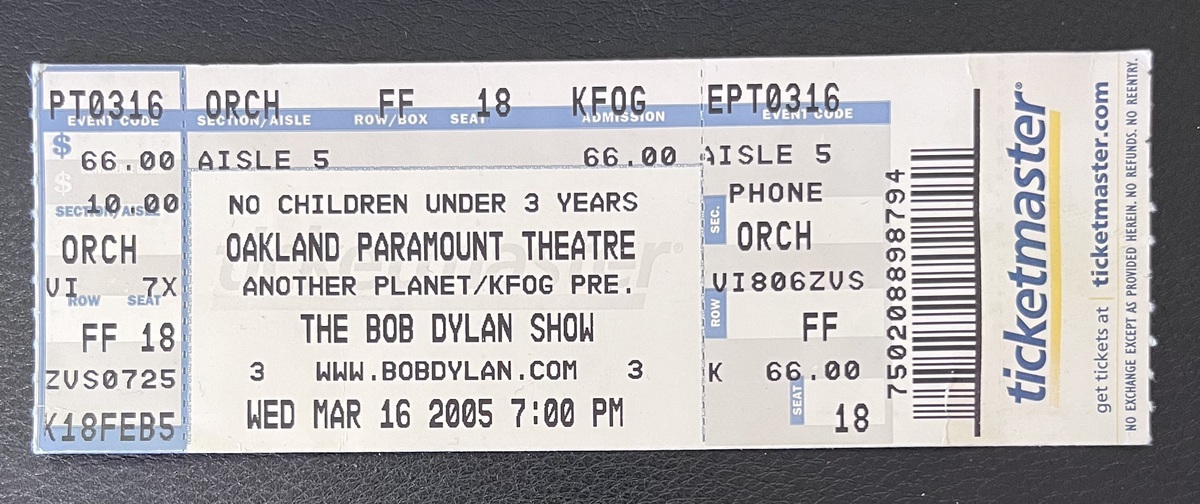 PT0316
EVENT CODE
$ 66.00
$ 10.00
SECTION/AISLE
ORCH
VI 7X
ROW SEAT
FF 18
ZVS0725
K18FEB5
ORCH FF 18 KFOG
SECTION/AISLE ROW/BOX SEAT ADMISSION
AISLE 5 66.00
NO CHILDREN UNDER 3 YEARS
OAKLAND PARAMOUNT THEATRE
ANOTHER PLANET/KFOG PRE.
THE BOB DYLAN SHOW
3 WWW.BOBDYLAN.COM 3
WED MAR 16 2005 7:00 PM
ticketmaster®
EPT0316
EVENT CODE
AISLE 5
PHONE
SEC. ORCH
VI806ZVS
ROW FF
K 66.00
SEAT 18
750208898794
ticketmaster®
get tickets at ticketmaster.com
NO EXCHANGE EXCEPT AS PROVIDED HEREIN. NO REFUNDS. NO REENTRY.